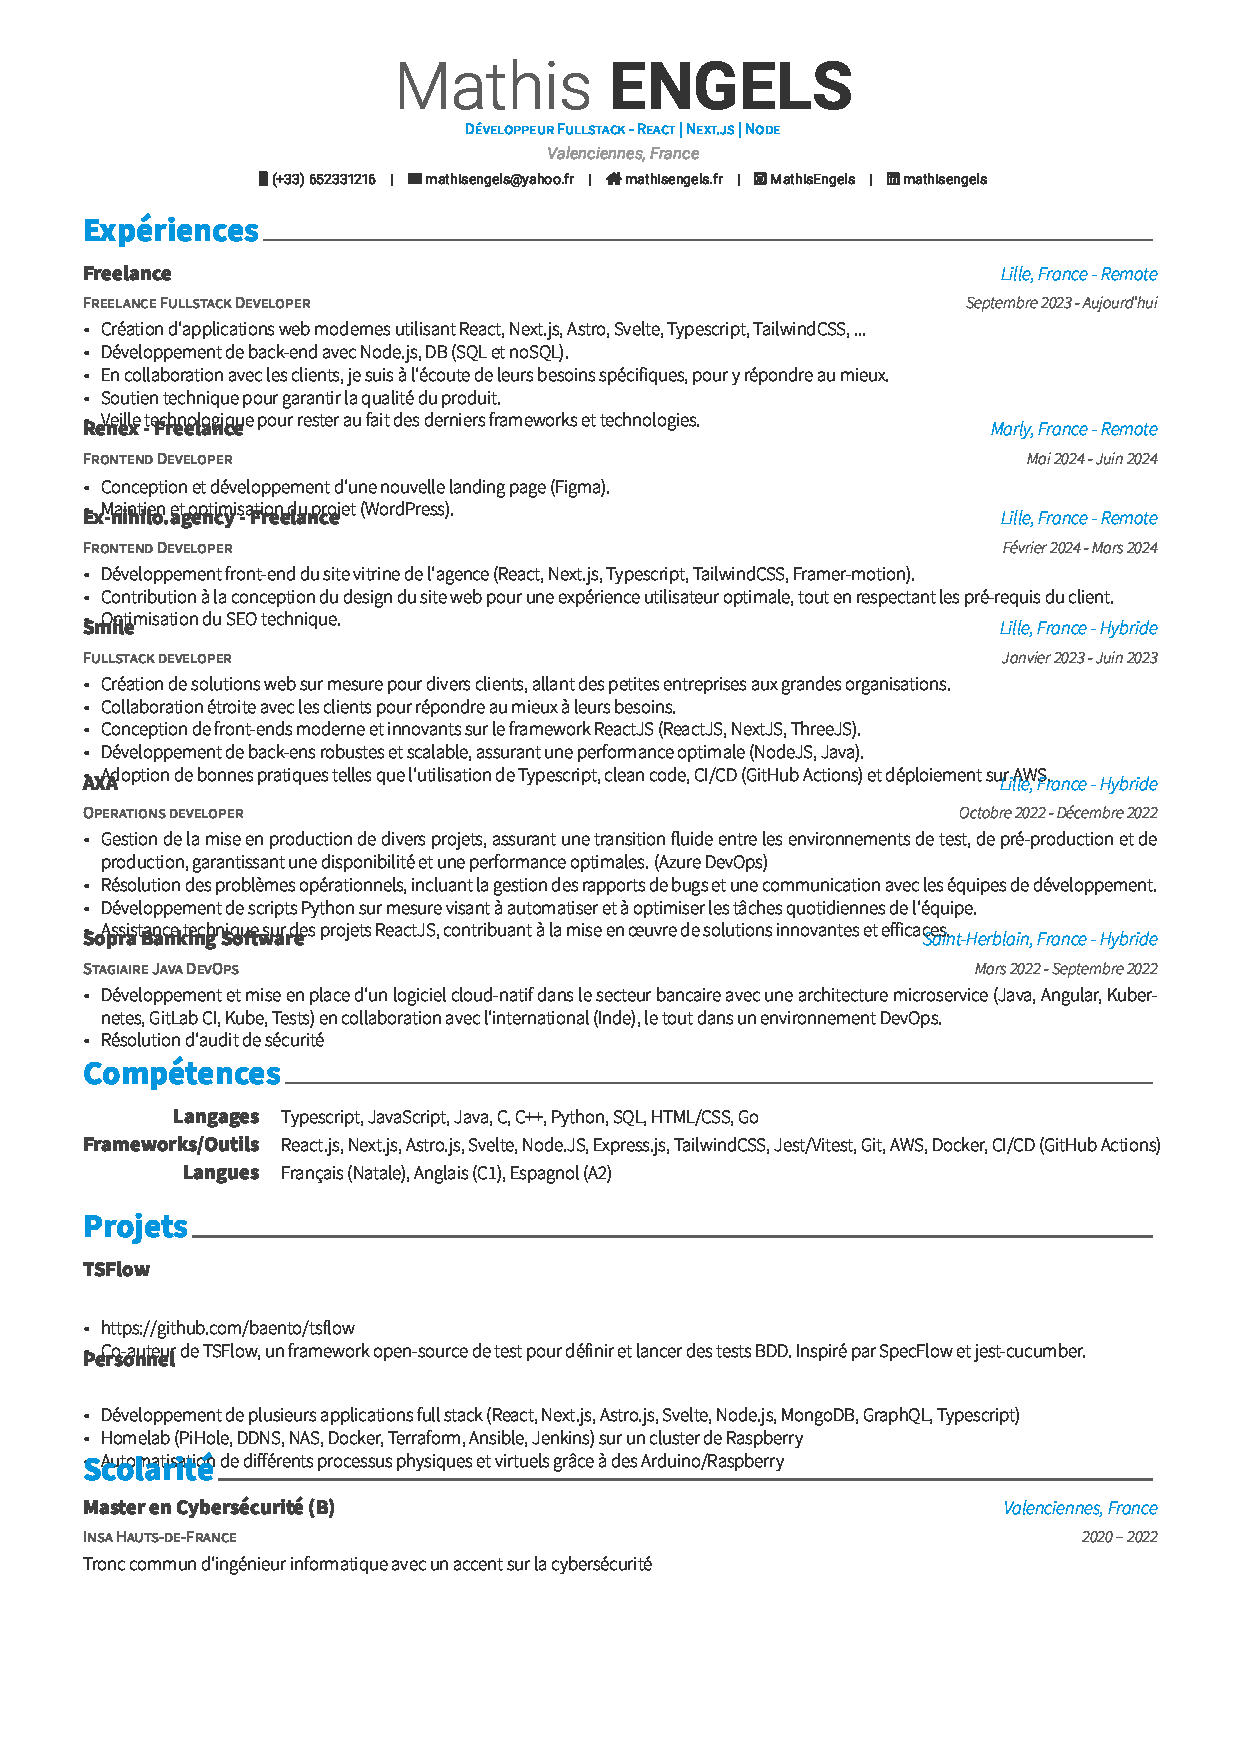 Mathis ENGELS
Développeur Fullstack - React | Next.js | Node
Valenciennes, France
(+33) 652331216 | mathisengels@yahoo.fr | mathisengels.fr | MathisEngels | mathisengels
Expériences
Freelance Lille, France - Remote
Freelance Fullstack Developer Septembre 2023 - Aujourd'hui
• Création d'applications web modernes utilisant React, Next.js, Astro, Svelte, Typescript, TailwindCSS, ...
• Développement de back-end avec Node.js, DB (SQL et noSQL).
• En collaboration avec les clients, je suis à l'écoute de leurs besoins spécifiques, pour y répondre au mieux.
• Soutien technique pour garantir la qualité du produit.
• Veille technologique pour rester au fait des derniers frameworks et technologies.
Renex - Freelance Marly, France - Remote
Frontend Developer Mai 2024 - Juin 2024
• Conception et développement d'une nouvelle landing page (Figma).
• Maintien et optimisation du projet (WordPress).
Ex-nihilo.agency - Freelance Lille, France - Remote
Frontend Developer Février 2024 - Mars 2024
• Développement front-end du site vitrine de l'agence (React, Next.js, Typescript, TailwindCSS, Framer-motion).
• Contribution à la conception du design du site web pour une expérience utilisateur optimale, tout en respectant les pré-requis du client.
• Optimisation du SEO technique.
Smile Lille, France - Hybride
Fullstack developer Janvier 2023 - Juin 2023
• Création de solutions web sur mesure pour divers clients, allant des petites entreprises aux grandes organisations.
• Collaboration étroite avec les clients pour répondre au mieux à leurs besoins.
• Conception de front-ends moderne et innovants sur le framework ReactJS (ReactJS, NextJS, ThreeJS).
• Développement de back-ens robustes et scalable, assurant une performance optimale (NodeJS, Java).
• Adoption de bonnes pratiques telles que l'utilisation de Typescript, clean code, CI/CD (GitHub Actions) et déploiement sur AWS.
AXA Lille, France - Hybride
Operations developer Octobre 2022 - Décembre 2022
• Gestion de la mise en production de divers projets, assurant une transition fluide entre les environnements de test, de pré-production et de
production, garantissant une disponibilité et une performance optimales. (Azure DevOps)
• Résolution des problèmes opérationnels, incluant la gestion des rapports de bugs et une communication avec les équipes de développement.
• Développement de scripts Python sur mesure visant à automatiser et à optimiser les tâches quotidiennes de l'équipe.
• Assistance technique sur des projets ReactJS, contribuant à la mise en œuvre de solutions innovantes et efficaces.
Sopra Banking Software Saint-Herblain, France - Hybride
Stagiaire Java DevOps Mars 2022 - Septembre 2022
• Développement et mise en place d'un logiciel cloud-natif dans le secteur bancaire avec une architecture microservice (Java, Angular, Kuber-
netes, GitLab CI, Kube, Tests) en collaboration avec l'international (Inde), le tout dans un environnement DevOps.
• Résolution d'audit de sécurité
Compétences
Langages Typescript, JavaScript, Java, C, C++, Python, SQL, HTML/CSS, Go
Frameworks/Outils React.js, Next.js, Astro.js, Svelte, Node.JS, Express.js, TailwindCSS, Jest/Vitest, Git, AWS, Docker, CI/CD (GitHub Actions)
Langues Français (Natale), Anglais (C1), Espagnol (A2)
Projets
TSFlow
• https://github.com/baento/tsflow
• Co-auteur de TSFlow, un framework open-source de test pour définir et lancer des tests BDD. Inspiré par SpecFlow et jest-cucumber.
Personnel
• Développement de plusieurs applications full stack (React, Next.js, Astro.js, Svelte, Node.js, MongoDB, GraphQL, Typescript)
• Homelab (PiHole, DDNS, NAS, Docker, Terraform, Ansible, Jenkins) sur un cluster de Raspberry
• Automatisation de différents processus physiques et virtuels grâce à des Arduino/Raspberry
Scolarité
Master en Cybersécurité (B) Valenciennes, France
Insa Hauts-de-France 2020 – 2022
Tronc commun d'ingénieur informatique avec un accent sur la cybersécurité